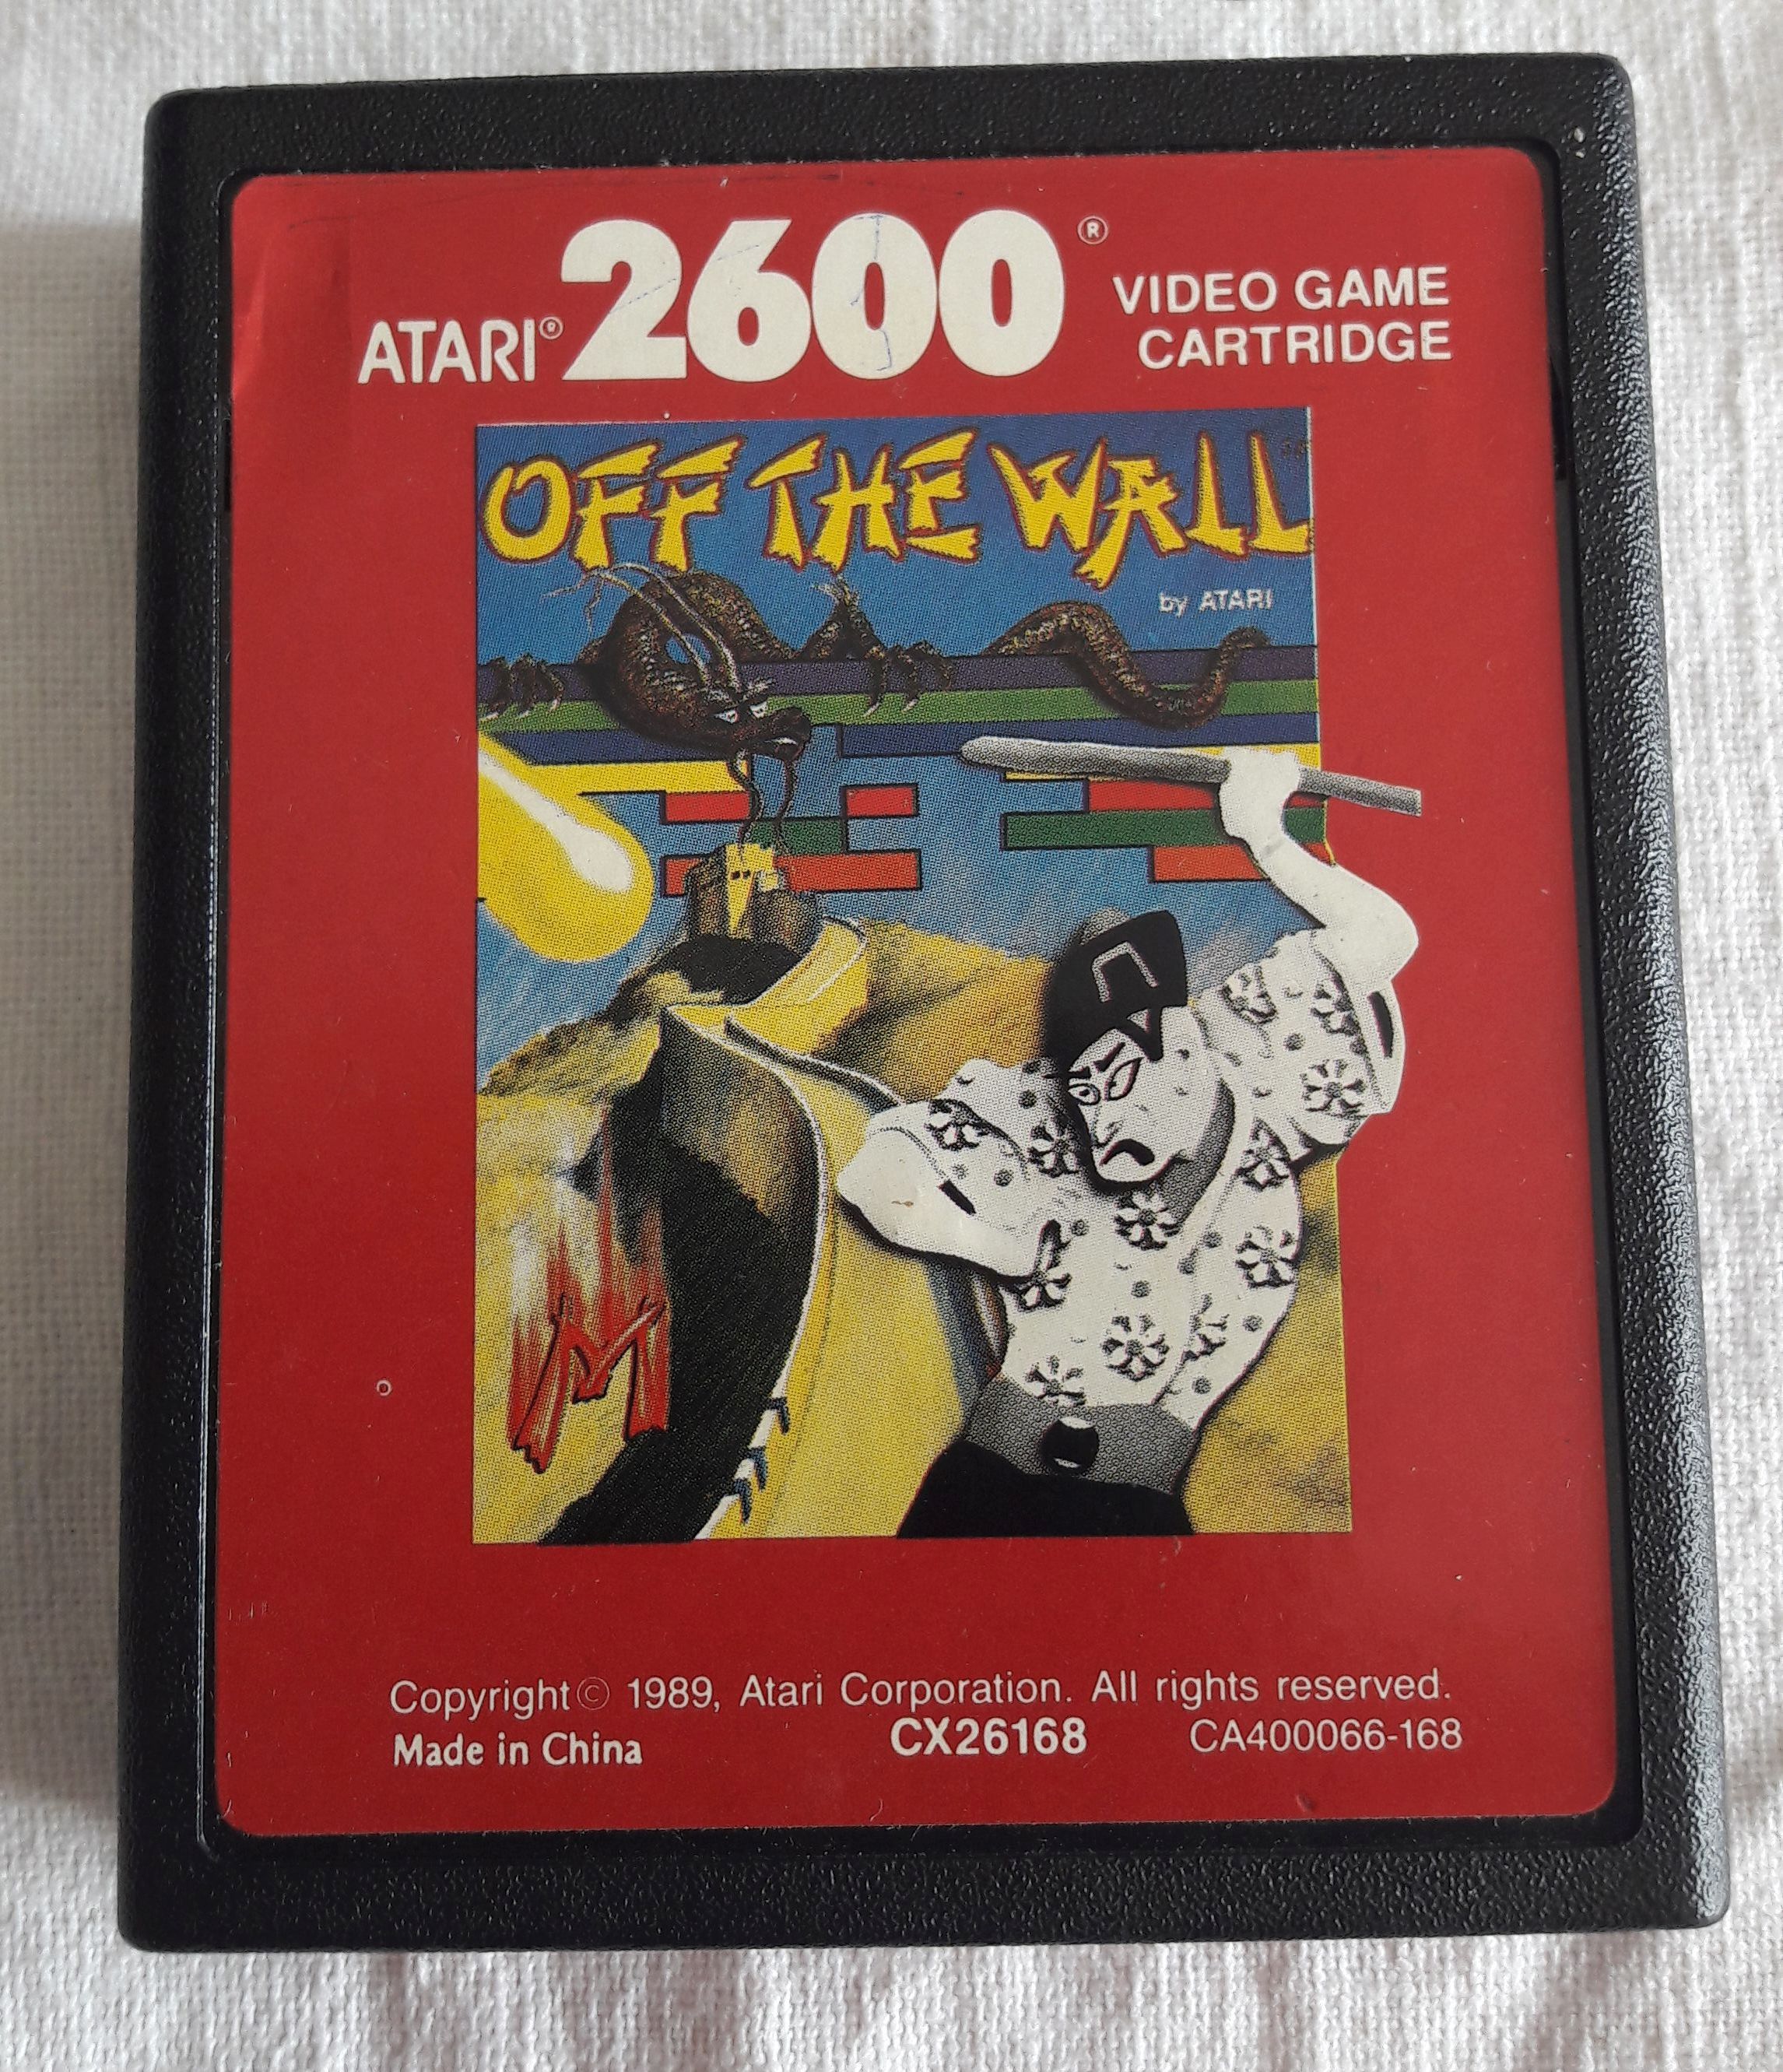 ATARI® 2600®
VIDEO GAME
CARTRIDGE
OFF THE WALL
by ATARI
M
Copyright © 1989, Atari Corporation. All rights reserved.
Made in China CX26168 CA400066-168